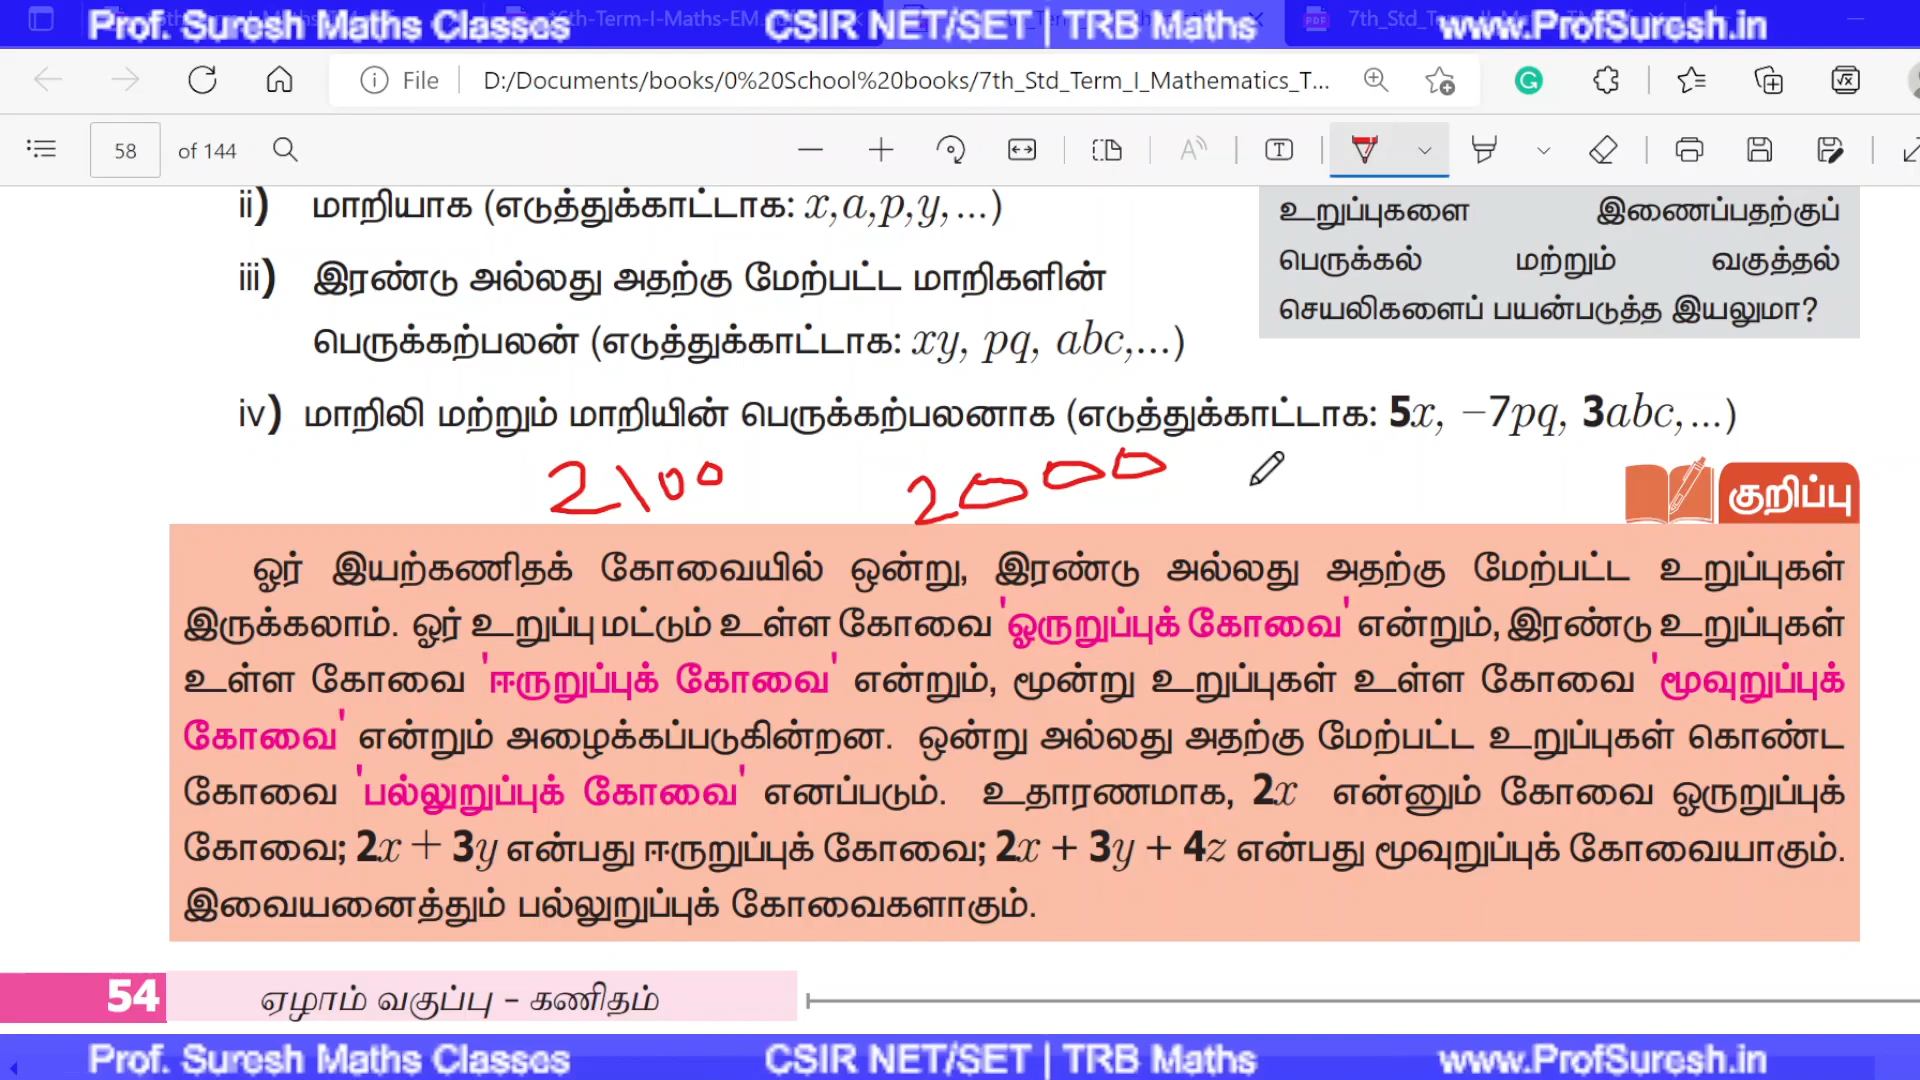 Prof. Suresh Maths Classes CSIR NET/SET | TRB Maths www.ProfSuresh.in
File D:/Documents/books/0%20School%20books/7th_Std_Term_I_Mathematics_T...
58 of 144
ii) மாறியாக (எடுத்துக்காட்டாக: x,a,p,y,...)
iii) இரண்டு அல்லது அதற்கு மேற்பட்ட மாறிகளின்
பெருக்கற்பலன் (எடுத்துக்காட்டாக: xy, pq, abc,...)
iv) மாறிலி மற்றும் மாறியின் பெருக்கற்பலனாக (எடுத்துக்காட்டாக: 5x, −7pq, 3abc,...)
உறுப்புகளை இணைப்பதற்குப்
பெருக்கல் மற்றும் வகுத்தல்
செயலிகளைப் பயன்படுத்த இயலுமா?
2100 2000
குறிப்பு
ஓர் இயற்கணிதக் கோவையில் ஒன்று, இரண்டு அல்லது அதற்கு மேற்பட்ட உறுப்புகள்
இருக்கலாம். ஓர் உறுப்பு மட்டும் உள்ள கோவை 'ஓருறுப்புக் கோவை' என்றும், இரண்டு உறுப்புகள்
உள்ள கோவை 'ஈருறுப்புக் கோவை' என்றும், மூன்று உறுப்புகள் உள்ள கோவை 'மூவுறுப்புக்
கோவை' என்றும் அழைக்கப்படுகின்றன. ஒன்று அல்லது அதற்கு மேற்பட்ட உறுப்புகள் கொண்ட
கோவை 'பல்லுறுப்புக் கோவை' எனப்படும். உதாரணமாக, 2x என்னும் கோவை ஓருறுப்புக்
கோவை; 2x + 3y என்பது ஈருறுப்புக் கோவை; 2x + 3y + 4z என்பது மூவுறுப்புக் கோவையாகும்.
இவையனைத்தும் பல்லுறுப்புக் கோவைகளாகும்.
54 ஏழாம் வகுப்பு – கணிதம்
Prof. Suresh Maths Classes CSIR NET/SET | TRB Maths www.ProfSuresh.in